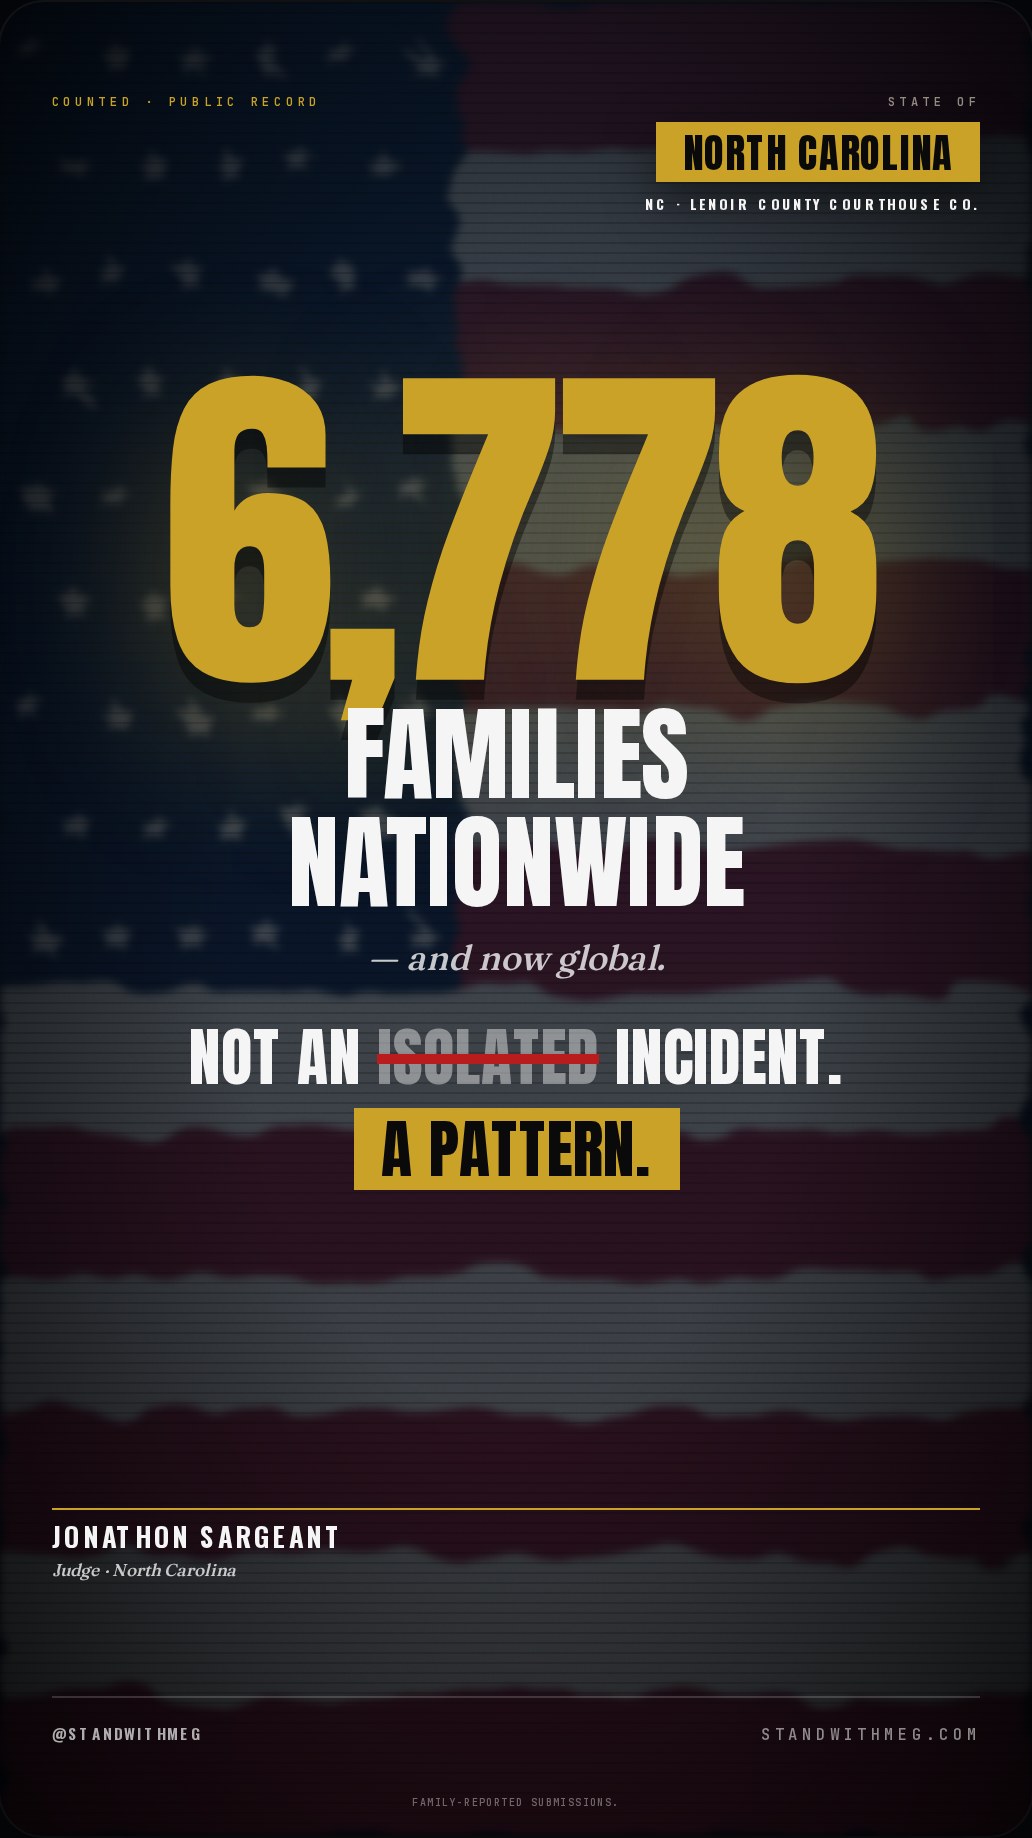 COUNTED · PUBLIC RECORD
STATE OF
NORTH CAROLINA
NC · LENOIR COUNTY COURTHOUSE CO.
6,778
FAMILIES
NATIONWIDE
— and now global.
NOT AN ISOLATED INCIDENT.
A PATTERN.
JONATHON SARGEANT
Judge · North Carolina
@STANDWITHMEG
STANDWITHMEG.COM
FAMILY-REPORTED SUBMISSIONS.